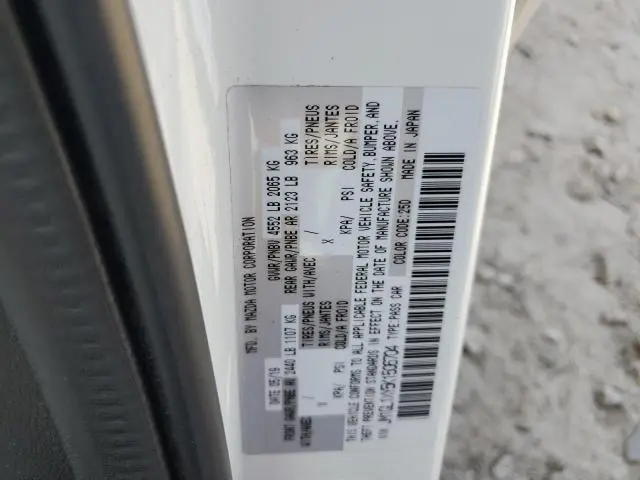 MFD. BY MAZDA MOTOR CORPORATION
DATE 05/19 GVWR/PNBV 4552 LB 2065 KG
FRONT GAWR/PNBE AV 2440 LB 1107 KG REAR GAWR/PNBE AR 2123 LB 963 KG
WITH/AVEC TIRES/PNEUS WITH/AVEC / TIRES/PNEUS
X RIMS/JANTES X RIMS/JANTES
COLD/A FROID KPA/ PSI COLD/A FROID
KPA/ PSI
THIS VEHICLE CONFORMS TO ALL APPLICABLE FEDERAL MOTOR VEHICLE SAFETY, BUMPER, AND
THEFT PREVENTION STANDARDS IN EFFECT ON THE DATE OF MANUFACTURE SHOWN ABOVE.
TYPE PASS CAR COLOR CODE: 25D MADE IN JAPAN